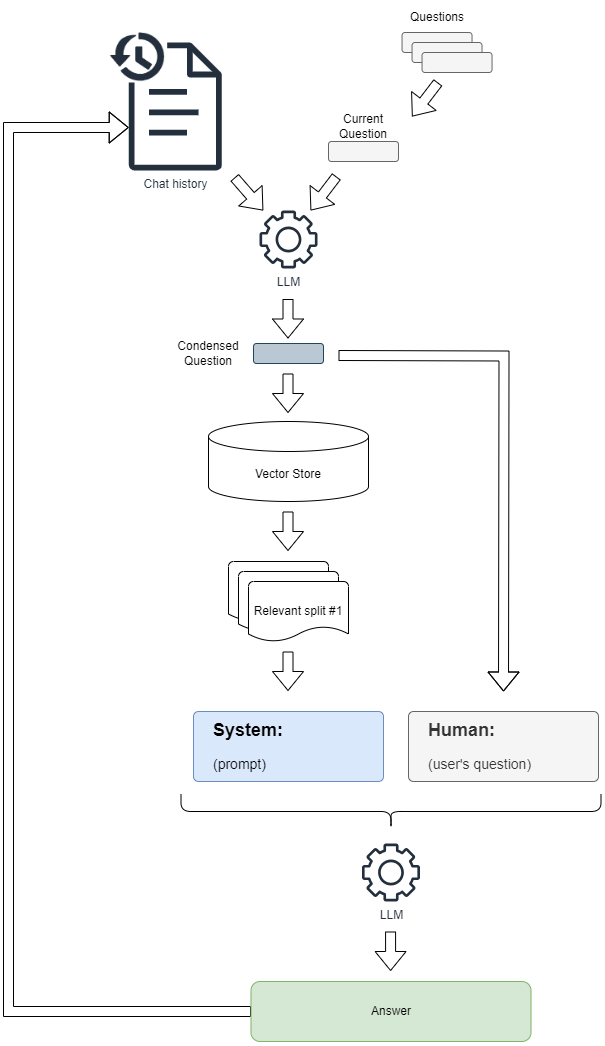 Questions
Current
Question
Chat history
LLM
Condensed
Question
Vector Store
Relevant split #1
System:
(prompt)
Human:
(user's question)
LLM
Answer